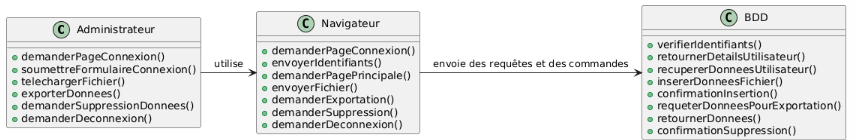 C Administrateur
demanderPageConnexion()
soumettreFormulaireConnexion()
telechargerFichier()
exporterDonnees()
demanderSuppressionDonnees()
demanderDeconnexion()
utilise
C Navigateur
demanderPageConnexion()
envoyerIdentifiants()
demanderPagePrincipale()
envoyerFichier()
demanderExportation()
demanderSuppression()
demanderDeconnexion()
envoie des requêtes et des commandes
C BDD
verifierIdentifiants()
retournerDetailsUtilisateur()
recupererDonneesUtilisateur()
insererDonneesFichier()
confirmationInsertion()
requeterDonneesPourExportation()
retournerDonnees()
confirmationSuppression()